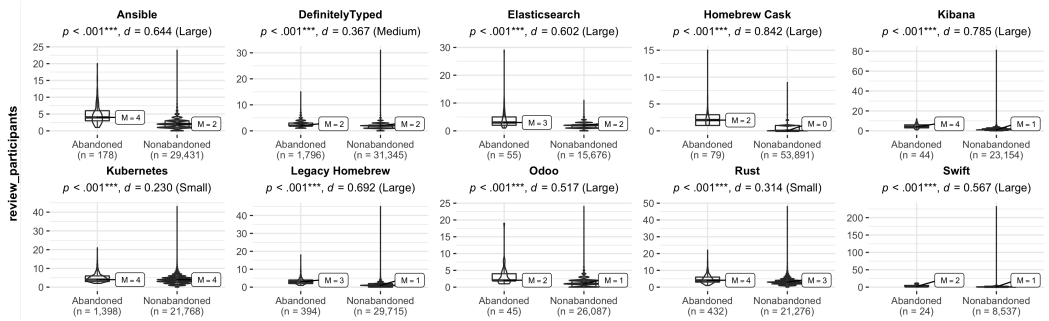 review_participants
Ansible
p < .001***, d = 0.644 (Large)
25
20
15
10
5
0
M = 4
M = 2
Abandoned
(n = 178)
Nonabandoned
(n = 29,431)
DefinitelyTyped
p < .001***, d = 0.367 (Medium)
30
20
10
0
M = 2
M = 2
Abandoned
(n = 1,796)
Nonabandoned
(n = 31,345)
Elasticsearch
p < .001***, d = 0.602 (Large)
30
20
10
0
M = 3
M = 2
Abandoned
(n = 55)
Nonabandoned
(n = 15,676)
Homebrew Cask
p < .001***, d = 0.842 (Large)
15
10
5
0
M = 2
M = 0
Abandoned
(n = 79)
Nonabandoned
(n = 53,891)
Kibana
p < .001***, d = 0.785 (Large)
80
60
40
20
0
M = 4
M = 1
Abandoned
(n = 44)
Nonabandoned
(n = 23,154)
Kubernetes
p < .001***, d = 0.230 (Small)
40
30
20
10
0
M = 4
M = 4
Abandoned
(n = 1,398)
Nonabandoned
(n = 21,768)
Legacy Homebrew
p < .001***, d = 0.692 (Large)
40
30
20
10
0
M = 3
M = 1
Abandoned
(n = 394)
Nonabandoned
(n = 29,715)
Odoo
p < .001***, d = 0.517 (Large)
25
20
15
10
5
0
M = 2
M = 1
Abandoned
(n = 45)
Nonabandoned
(n = 26,087)
Rust
p < .001***, d = 0.314 (Small)
50
40
30
20
10
0
M = 4
M = 3
Abandoned
(n = 432)
Nonabandoned
(n = 21,276)
Swift
p < .001***, d = 0.567 (Large)
200
150
100
50
0
M = 2
M = 1
Abandoned
(n = 24)
Nonabandoned
(n = 8,537)